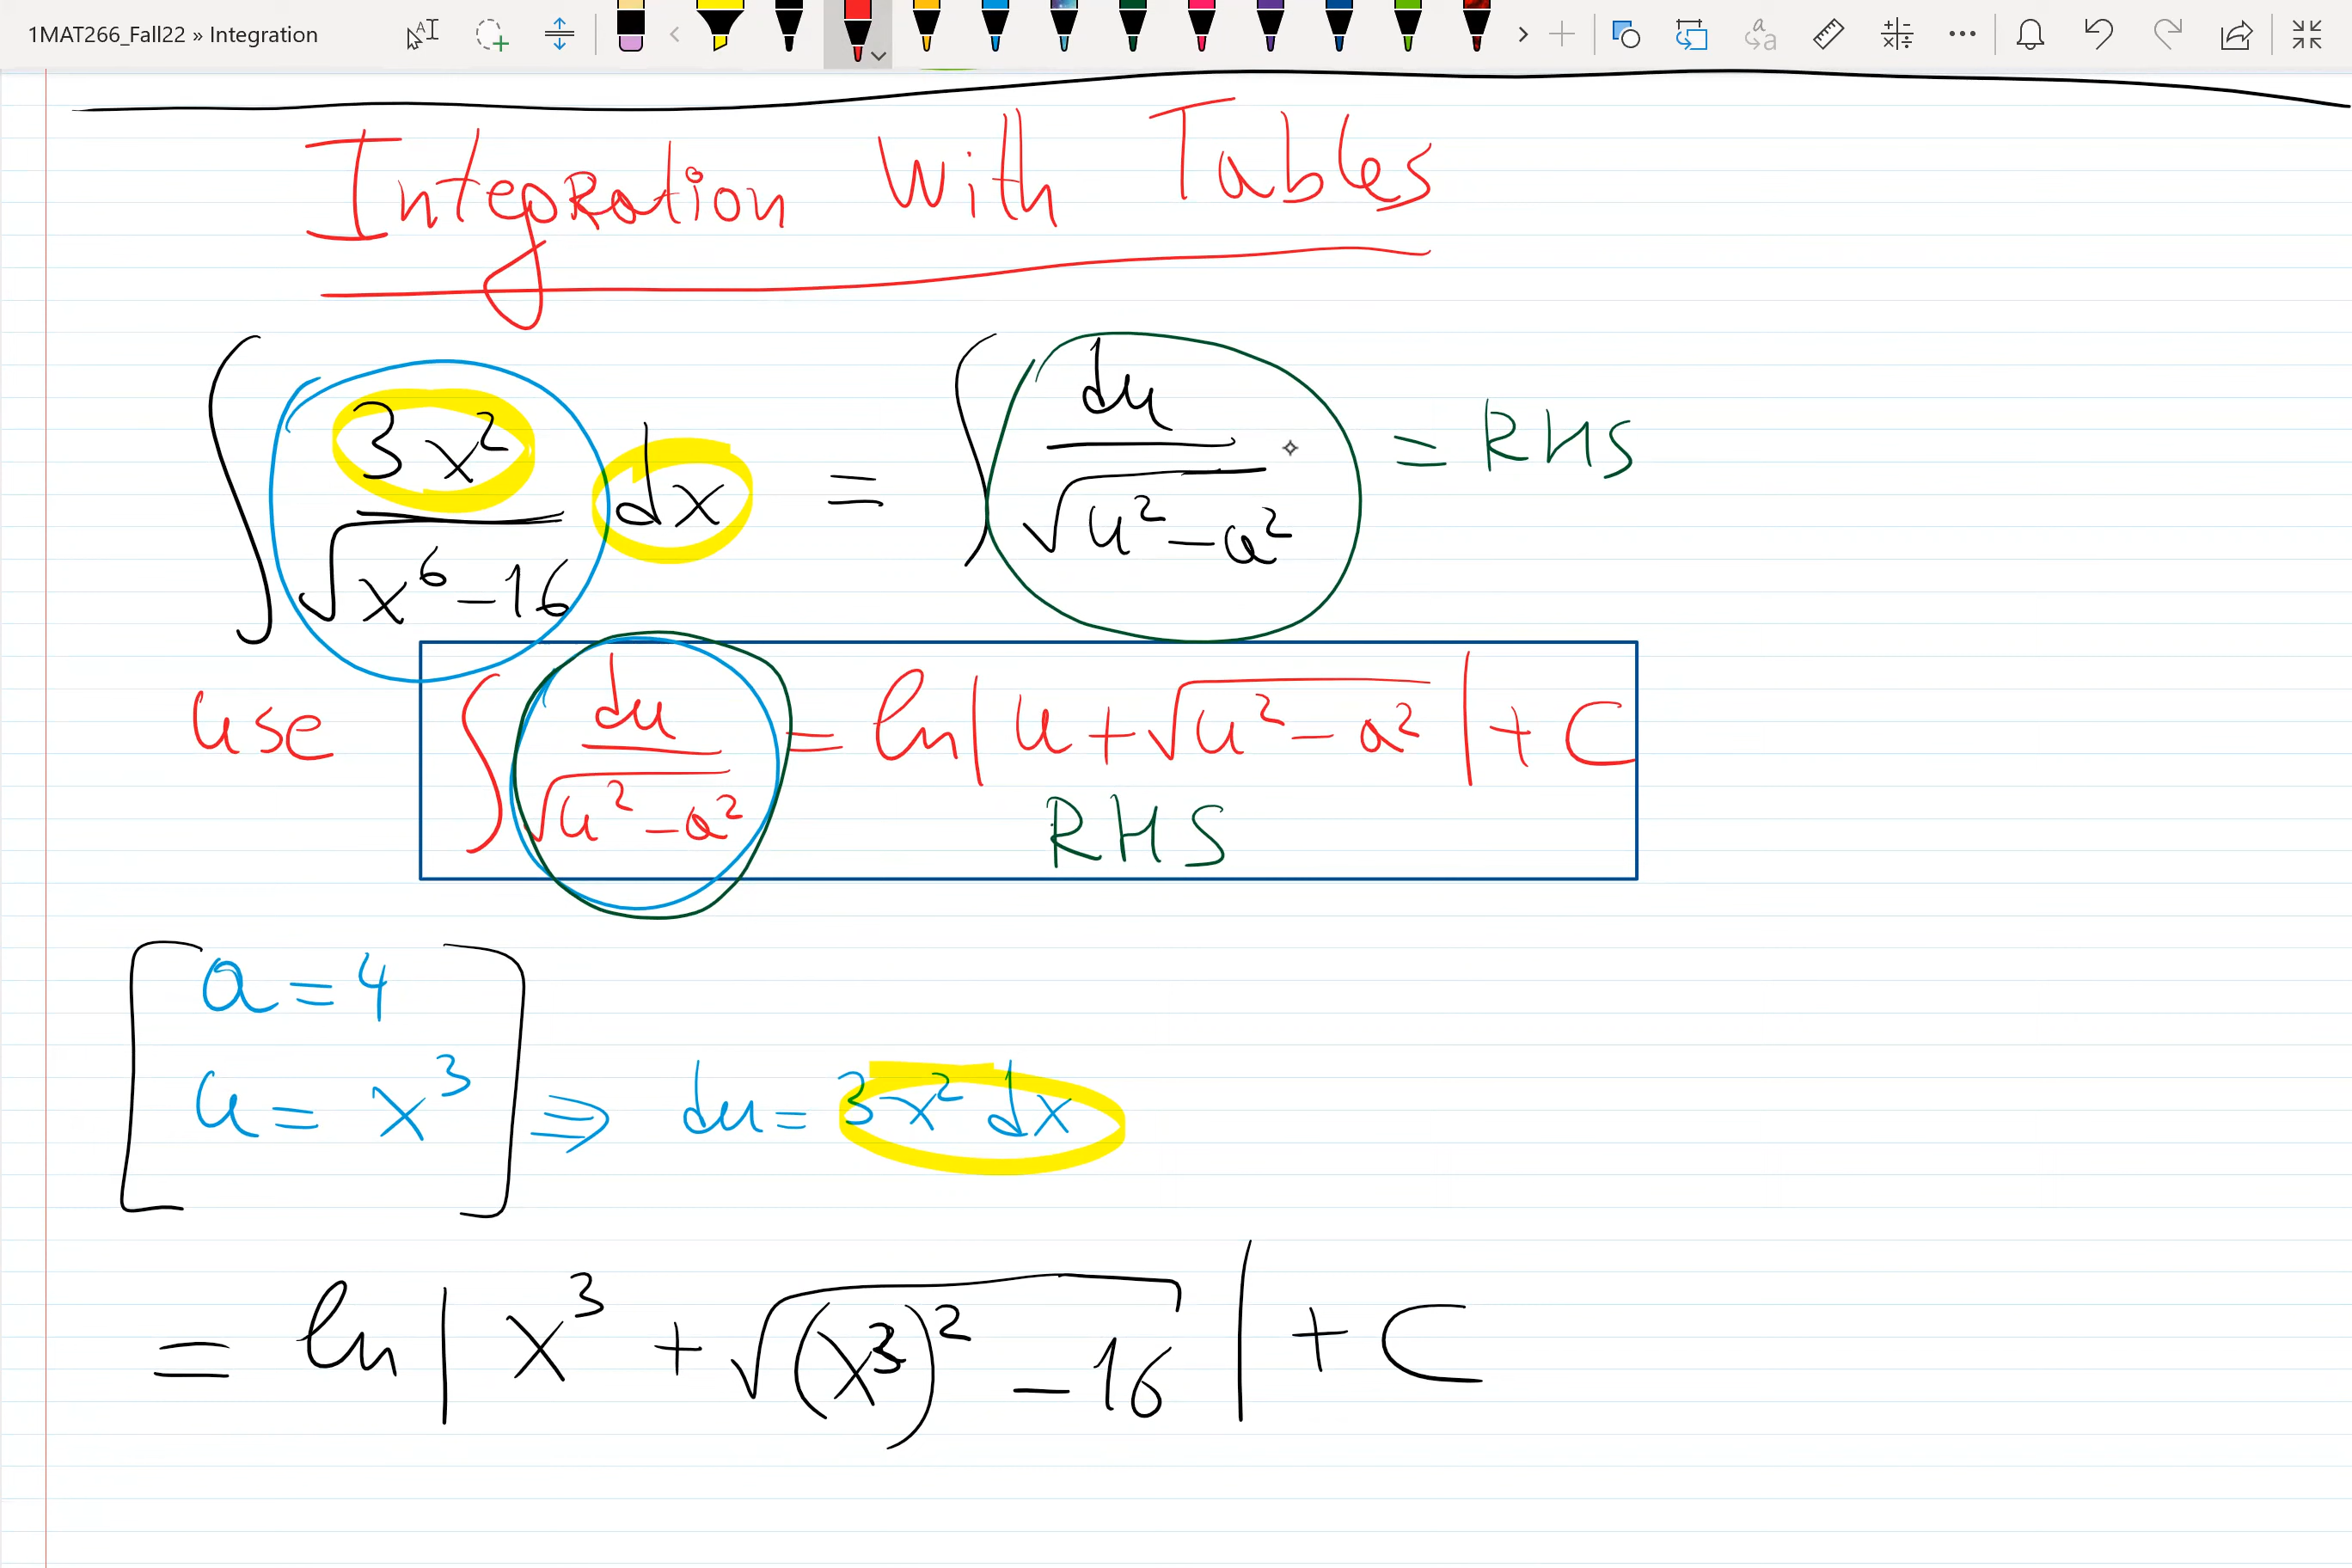 1MAT266_Fall22 » Integration
Integration With Tables
∫ 3x² / √(x⁶ − 16) dx = ∫ du / √(u² − a²) = RHS
use ∫ du / √(u² − a²) = ln | u + √(u² − a²) | + C
RHS
a = 4
u = x³ ⇒ du = 3x² dx
= ln | x³ + √((x³)² − 16) | + C